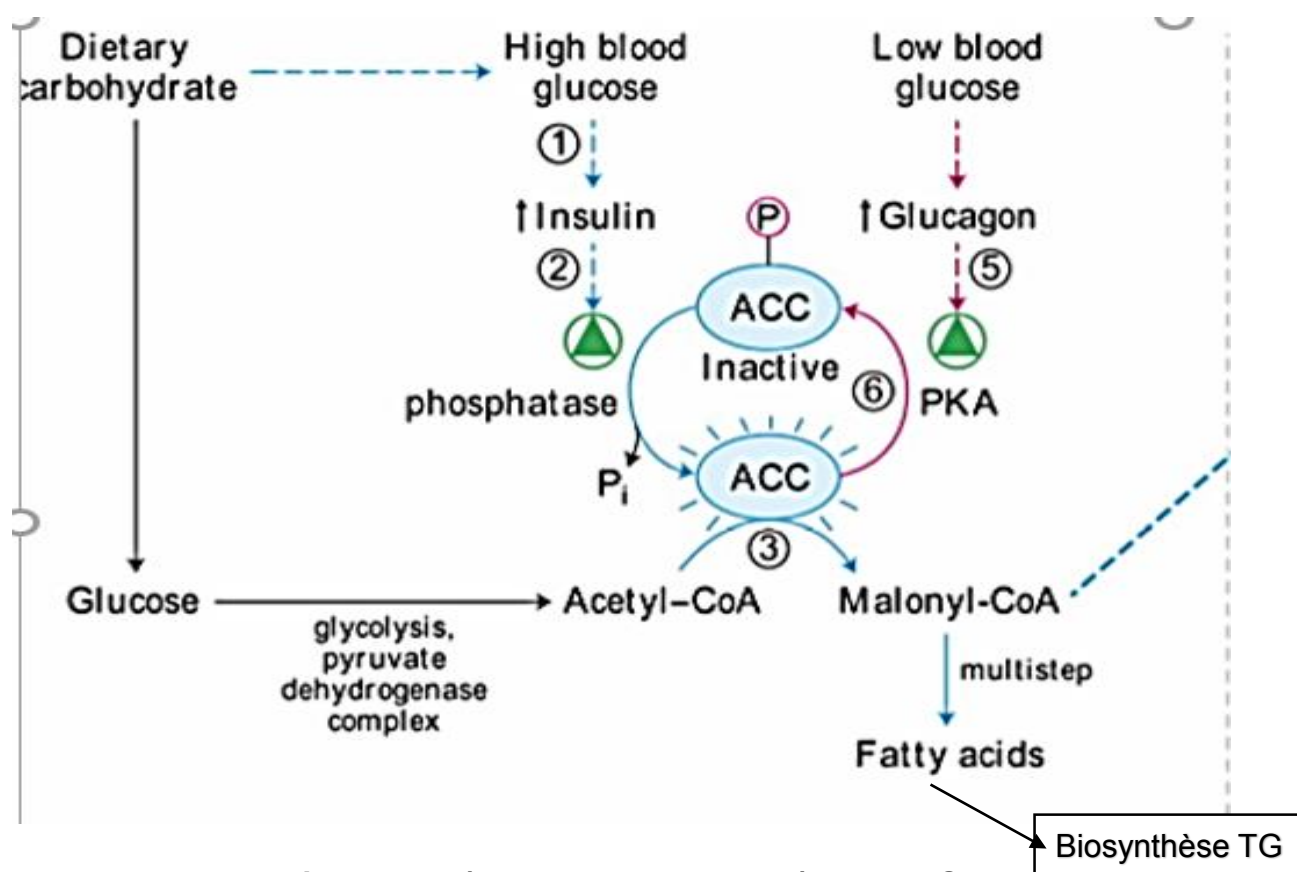 Dietary
carbohydrate
High blood
glucose
Low blood
glucose
①
↑Insulin
P
↑Glucagon
②
⑤
ACC
Inactive
⑥
phosphatase
PKA
ACC
Pi
③
Glucose
Acetyl–CoA
Malonyl-CoA
glycolysis,
pyruvate
dehydrogenase
complex
multistep
Fatty acids
Biosynthèse TG